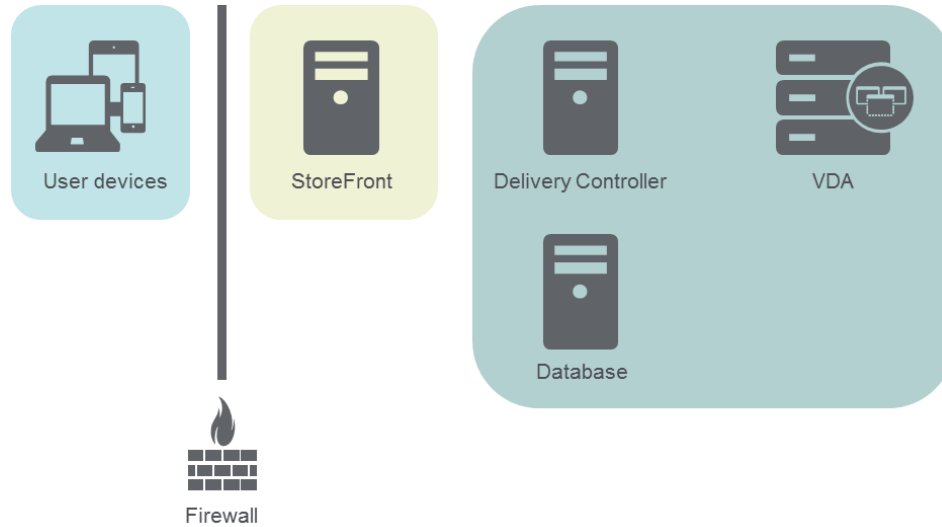 User devices
StoreFront
Delivery Controller
VDA
Database
Firewall